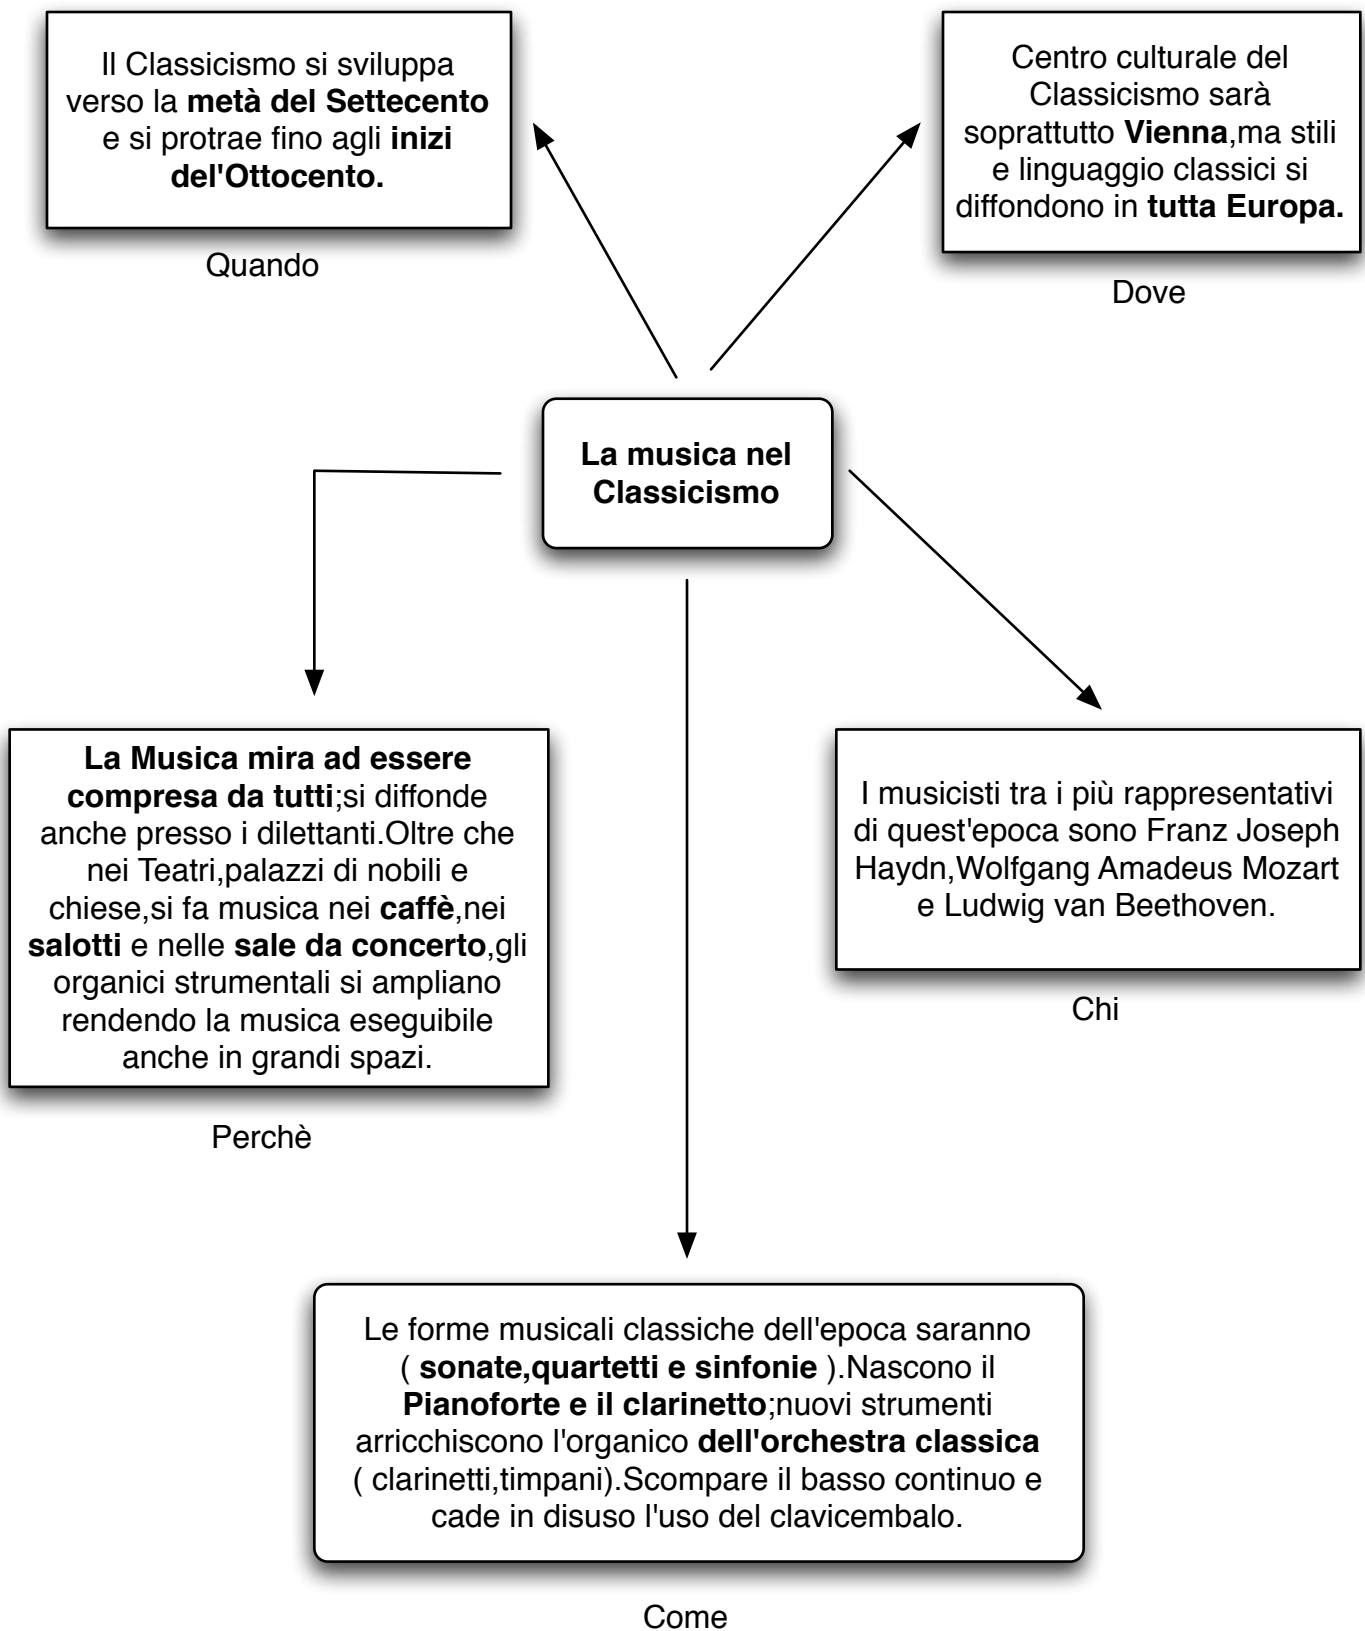 Il Classicismo si sviluppa
verso la metà del Settecento
e si protrae fino agli inizi
del'Ottocento.
Quando
Centro culturale del
Classicismo sarà
soprattutto Vienna,ma stili
e linguaggio classici si
diffondono in tutta Europa.
Dove
La musica nel
Classicismo
La Musica mira ad essere
compresa da tutti;si diffonde
anche presso i dilettanti.Oltre che
nei Teatri,palazzi di nobili e
chiese,si fa musica nei caffè,nei
salotti e nelle sale da concerto,gli
organici strumentali si ampliano
rendendo la musica eseguibile
anche in grandi spazi.
Perchè
I musicisti tra i più rappresentativi
di quest'epoca sono Franz Joseph
Haydn,Wolfgang Amadeus Mozart
e Ludwig van Beethoven.
Chi
Le forme musicali classiche dell'epoca saranno
( sonate,quartetti e sinfonie ).Nascono il
Pianoforte e il clarinetto;nuovi strumenti
arricchiscono l'organico dell'orchestra classica
( clarinetti,timpani).Scompare il basso continuo e
cade in disuso l'uso del clavicembalo.
Come